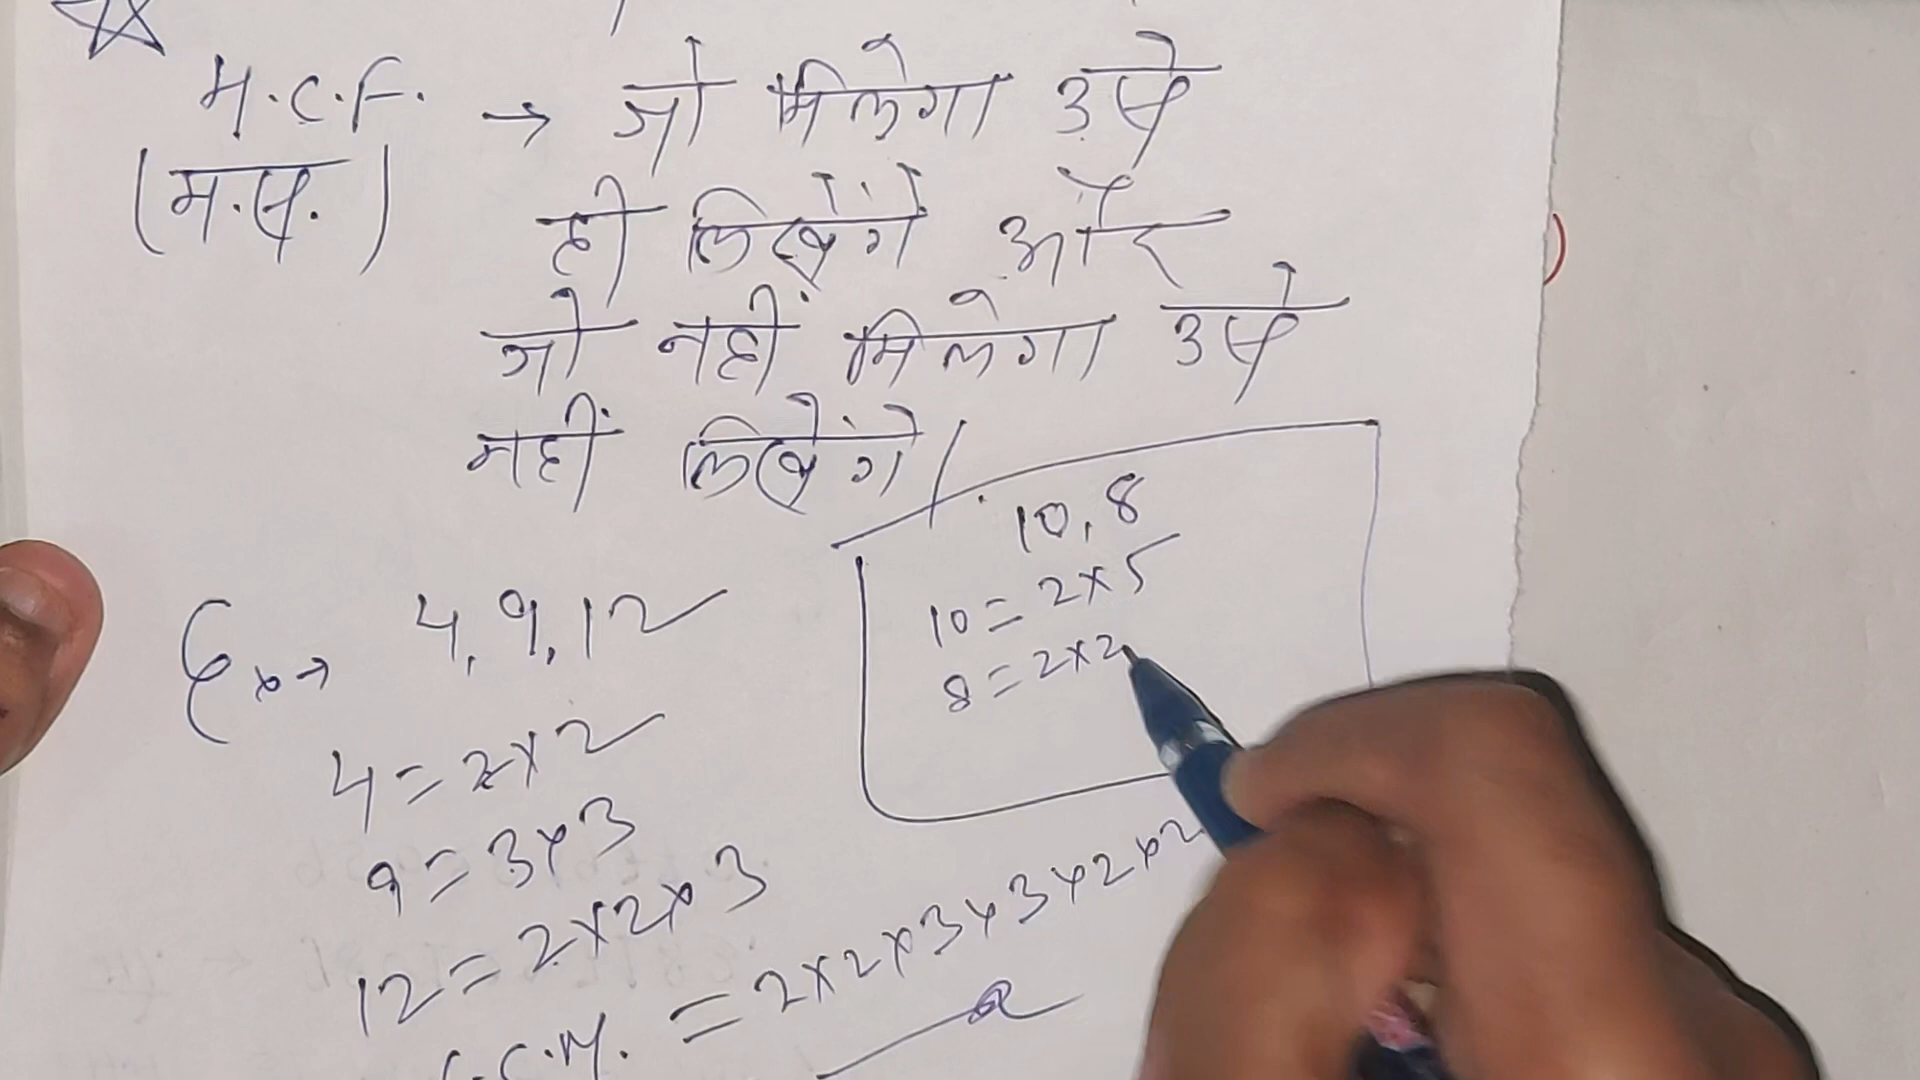 H.C.F. → जो मिलेगा उसे
(म.स.) ही लिखेंगे और
जो नहीं मिलेगा उसे
नहीं लिखेंगे।
10, 8
10 = 2×5
8 = 2×2
Ex→ 4, 9, 12
4 = 2×2
9 = 3×3
12 = 2×2×3
L.C.M. = 2×2×3×3×2×2